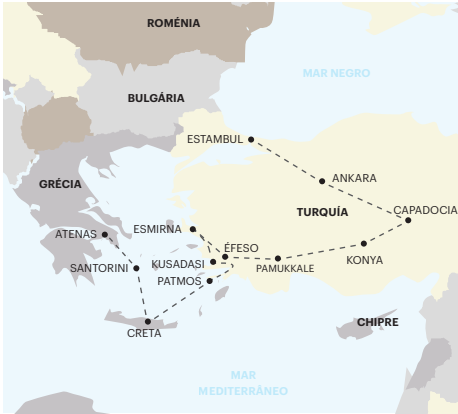 ROMÉNIA
MAR NEGRO
BULGÁRIA
ESTAMBUL
ANKARA
GRÉCIA
TURQUÍA
CAPADOCIA
ATENAS
ESMIRNA
ÉFESO
KONYA
SANTORINI
KUSADASI
PAMUKKALE
PATMOS
CHIPRE
CRETA
MAR
MEDITERRÂNEO